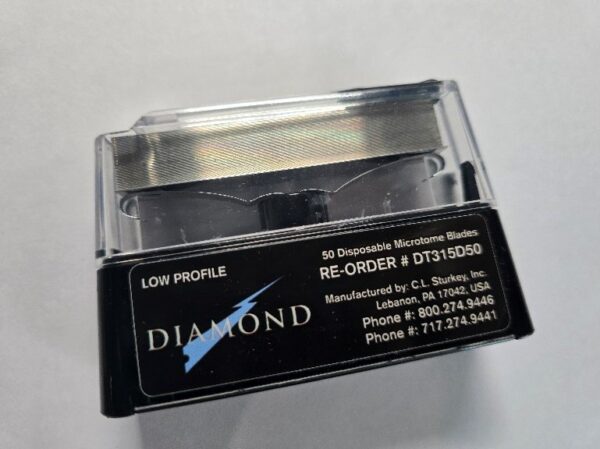 LOW PROFILE
DIAMOND
50 Disposable Microtome Blades
RE-ORDER # DT315D50
Manufactured by: C.L. Sturkey, Inc.
Lebanon, PA 17042, USA
Phone #: 800.274.9446
Phone #: 717.274.9441